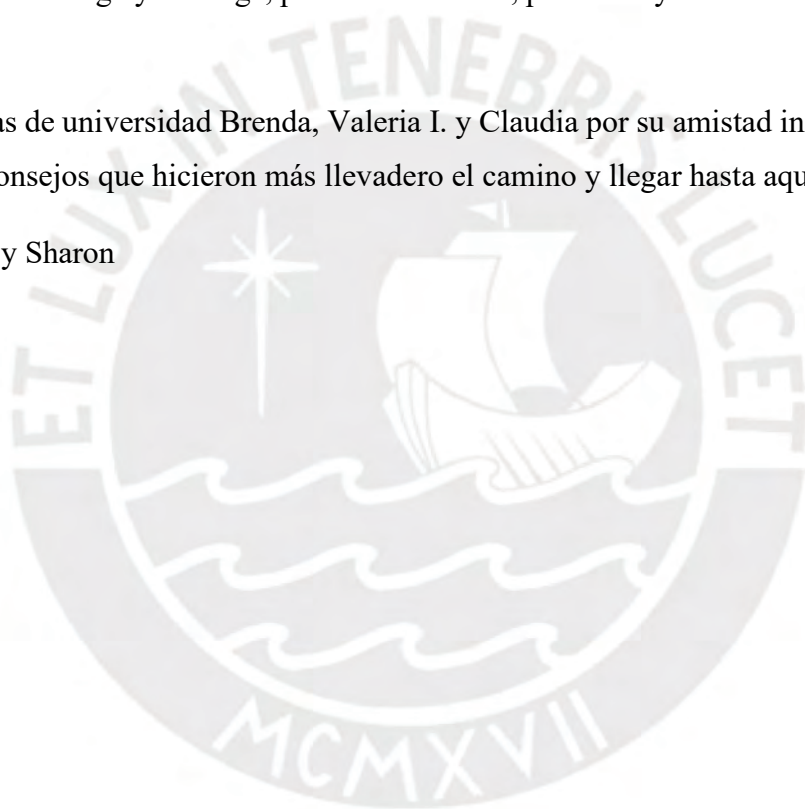 as de universidad Brenda, Valeria I. y Claudia por su amistad in
onsejos que hicieron más llevadero el camino y llegar hasta aqu
y Sharon
ET LUX IN TENEBRIS LUCET
MCMXVII